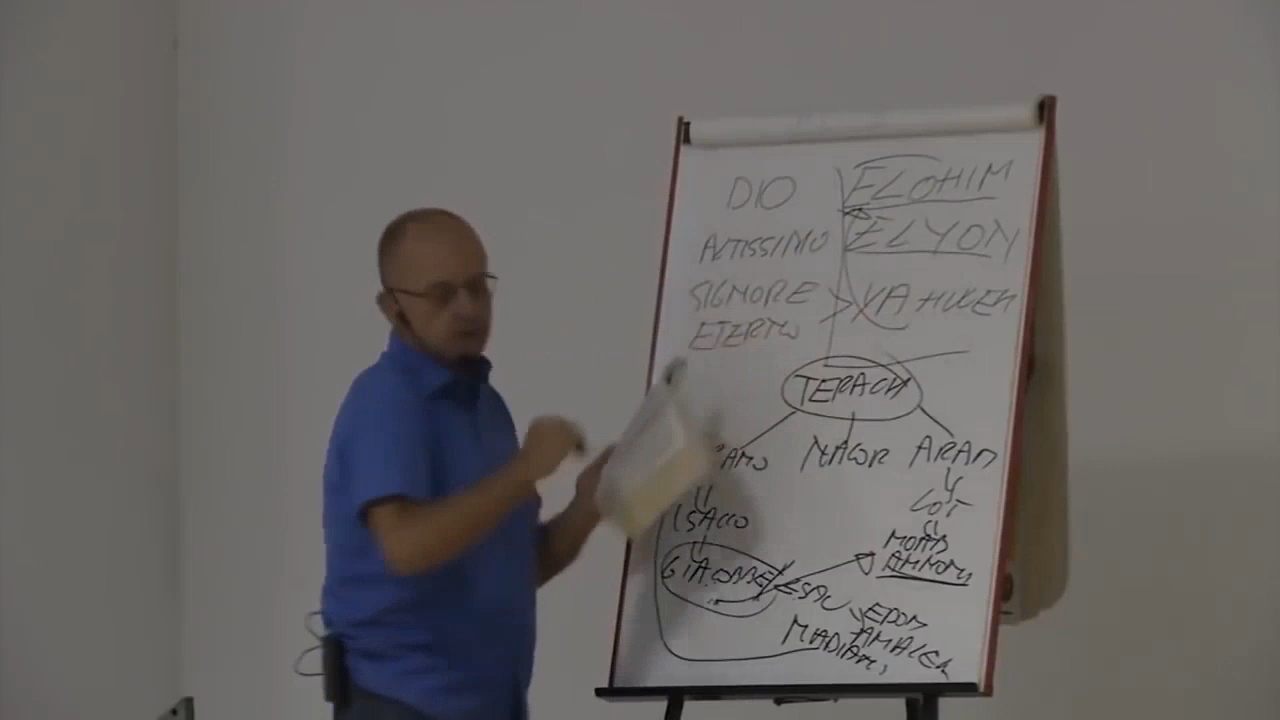 DIO ELOHIM
ALTISSIMO ELYON
SIGNORE > YAHWEH
ETERNO
TERACH
NACOR ARAN
ISACCO LOT
MOAB
GIACOBBE ESAU AMMON
EDOM
AMALEK
MADIAN